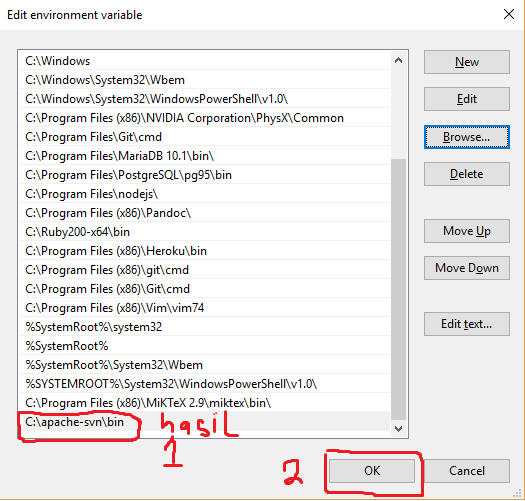 Edit environment variable
C:\Windows
C:\Windows\System32\Wbem
C:\Windows\System32\WindowsPowerShell\v1.0\
C:\Program Files (x86)\NVIDIA Corporation\PhysX\Common
C:\Program Files\Git\cmd
C:\Program Files\MariaDB 10.1\bin\
C:\Program Files\PostgreSQL\pg95\bin
C:\Program Files\nodejs\
C:\Program Files (x86)\Pandoc\
C:\Ruby200-x64\bin
C:\Program Files (x86)\Heroku\bin
C:\Program Files (x86)\git\cmd
C:\Program Files (x86)\Git\cmd
C:\Program Files (x86)\Vim\vim74
%SystemRoot%\system32
%SystemRoot%
%SystemRoot%\System32\Wbem
%SYSTEMROOT%\System32\WindowsPowerShell\v1.0\
C:\Program Files (x86)\MiKTeX 2.9\miktex\bin\
C:\apache-svn\bin
hasil
1
New
Edit
Browse...
Delete
Move Up
Move Down
Edit text...
2
OK
Cancel